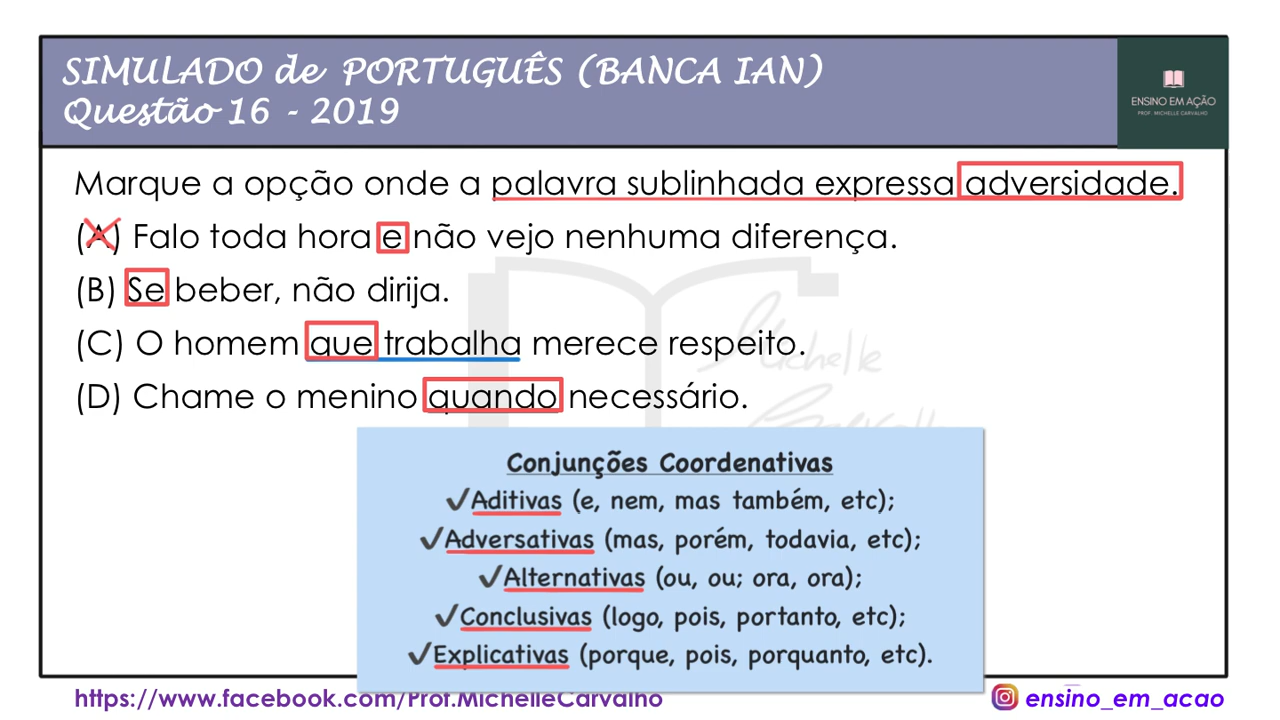 SIMULADO de PORTUGUÊS (BANCA IAN)
Questão 16 - 2019
ENSINO EM AÇÃO
PROF. MICHELLE CARVALHO
Marque a opção onde a palavra sublinhada expressa adversidade.
(A) Falo toda hora e não vejo nenhuma diferença.
(B) Se beber, não dirija.
(C) O homem que trabalha merece respeito.
(D) Chame o menino quando necessário.
Michelle
Conjunções Coordenativas
✓Aditivas (e, nem, mas também, etc);
✓Adversativas (mas, porém, todavia, etc);
✓Alternativas (ou, ou; ora, ora);
✓Conclusivas (logo, pois, portanto, etc);
✓Explicativas (porque, pois, porquanto, etc).
https://www.facebook.com/Prof.MichelleCarvalho
ensino_em_acao